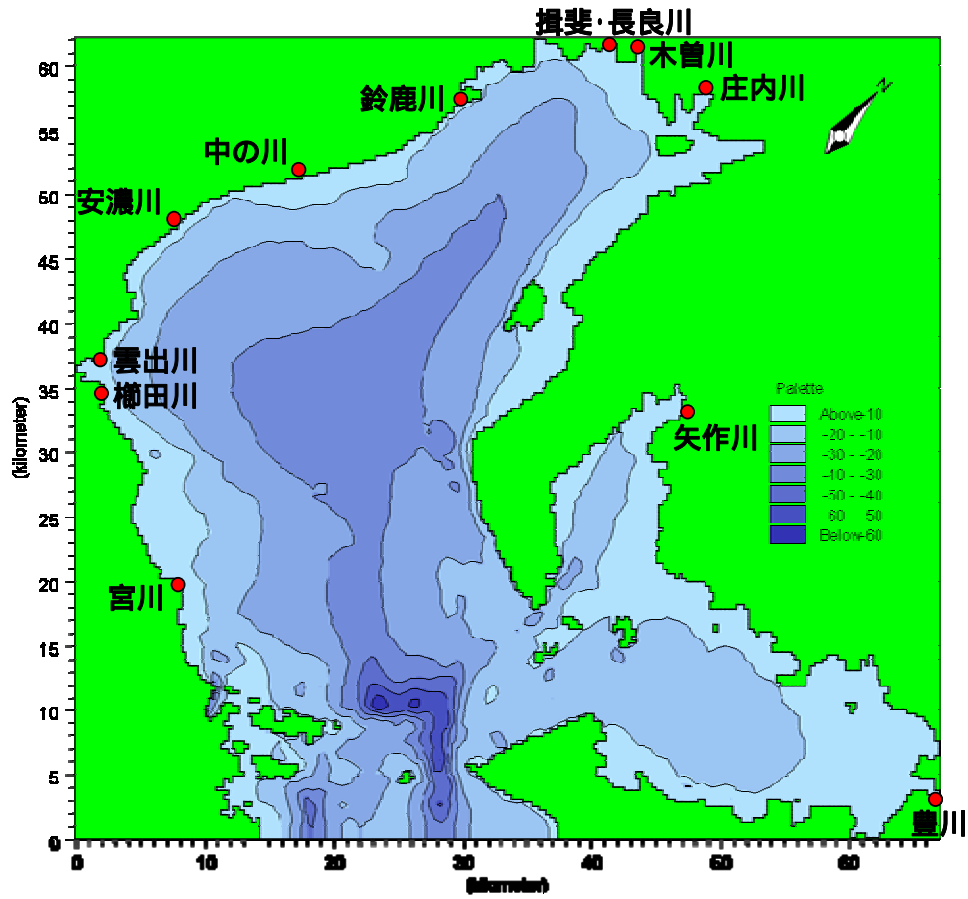 揖斐・長良川
木曽川
庄内川
鈴鹿川
中の川
安濃川
雲出川
櫛田川
矢作川
宮川
豊川
N
60
55
50
45
40
35
30
25
20
15
10
5
0
(kilometer)
0 10 20 30 40 50 60
(kilometer)
Palette
Above-10
-20 - -10
-30 - -20
-10 - -30
-50 - -40
60 50
Below-60